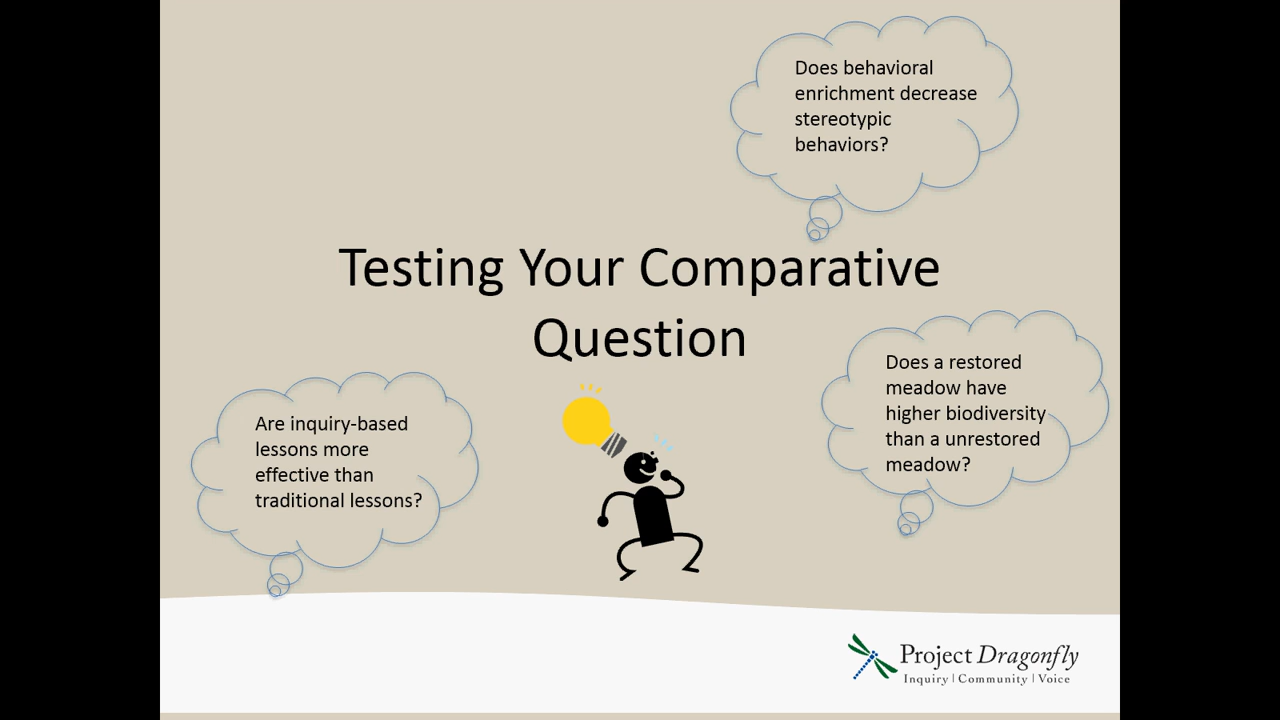 Does behavioral
enrichment decrease
stereotypic
behaviors?
Testing Your Comparative
Question
Does a restored
meadow have
higher biodiversity
than a unrestored
meadow?
Are inquiry-based
lessons more
effective than
traditional lessons?
Project Dragonfly
Inquiry | Community | Voice